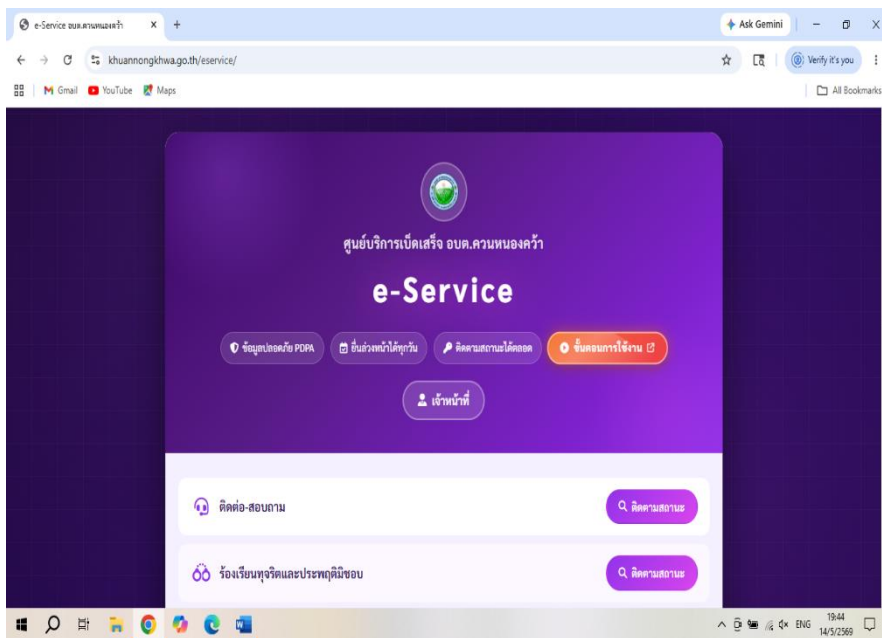 e-Service อบต.ควนหนองคว้า
Ask Gemini
khuannongkhwa.go.th/eservice/
Verify it's you
Gmail
YouTube
Maps
All Bookmarks
ศูนย์บริการเบ็ดเสร็จ อบต.ควนหนองคว้า
e-Service
ข้อมูลปลอดภัย PDPA
ยื่นล่วงหน้าได้ทุกวัน
ติดตามสถานะได้ตลอด
ขั้นตอนการใช้งาน
เจ้าหน้าที่
ติดต่อ-สอบถาม
ติดตามสถานะ
ร้องเรียนทุจริตและประพฤติมิชอบ
ติดตามสถานะ
ENG
19:44
14/5/2569